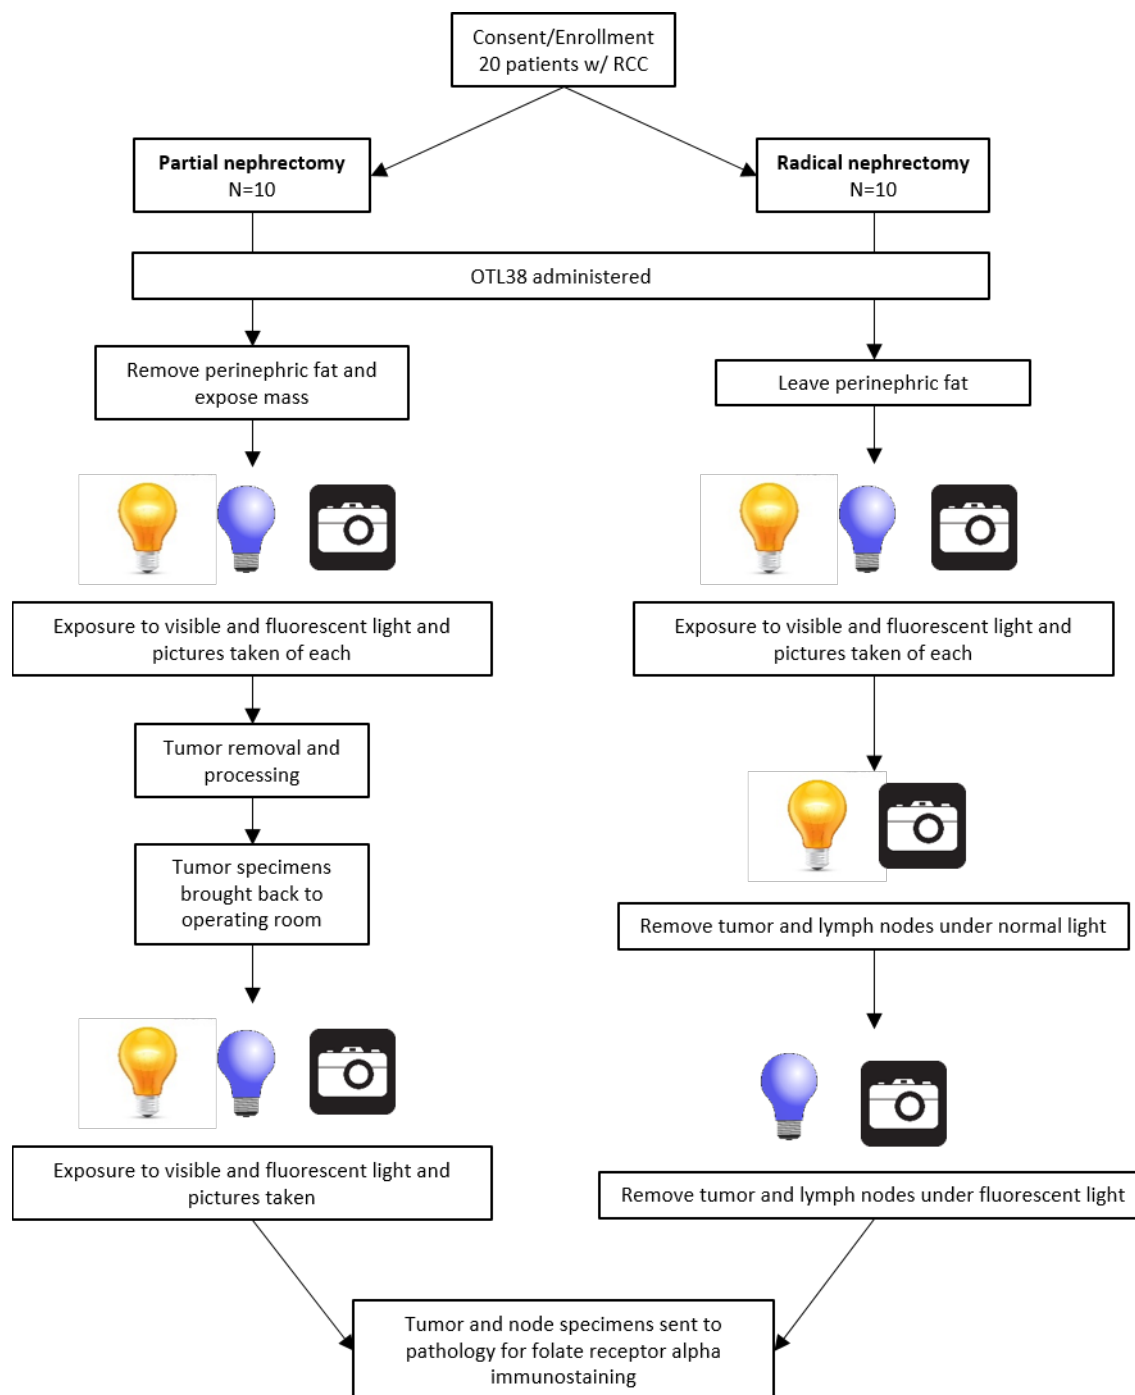 Consent/Enrollment
20 patients w/ RCC
Partial nephrectomy
N=10
Radical nephrectomy
N=10
OTL38 administered
Remove perinephric fat and
expose mass
Leave perinephric fat
Exposure to visible and fluorescent light and
pictures taken of each
Exposure to visible and fluorescent light and
pictures taken of each
Tumor removal and
processing
Tumor specimens
brought back to
operating room
Remove tumor and lymph nodes under normal light
Exposure to visible and fluorescent light and
pictures taken
Remove tumor and lymph nodes under fluorescent light
Tumor and node specimens sent to
pathology for folate receptor alpha
immunostaining